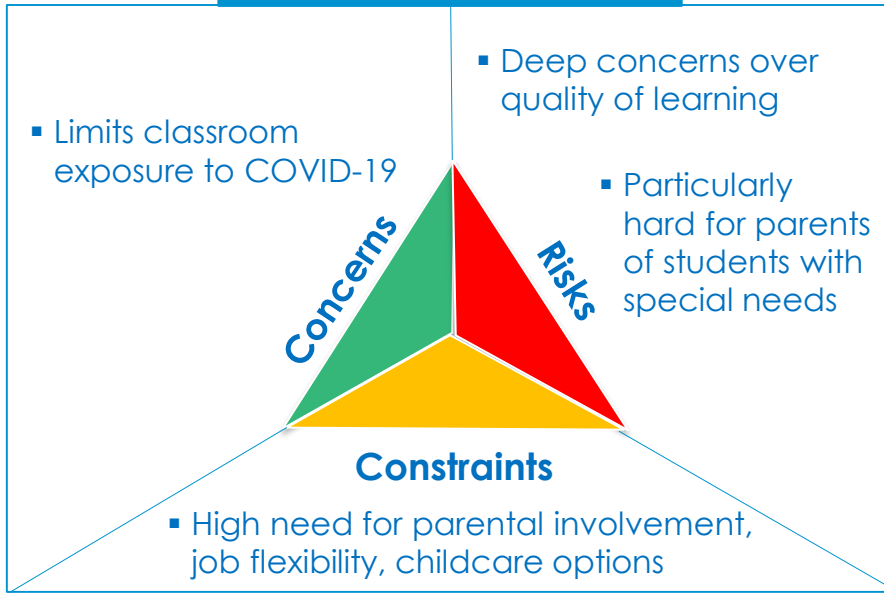 ▪ Limits classroom
exposure to COVID-19
▪ Deep concerns over
quality of learning
▪ Particularly
hard for parents
of students with
special needs
Concerns
Risks
Constraints
▪ High need for parental involvement,
job flexibility, childcare options